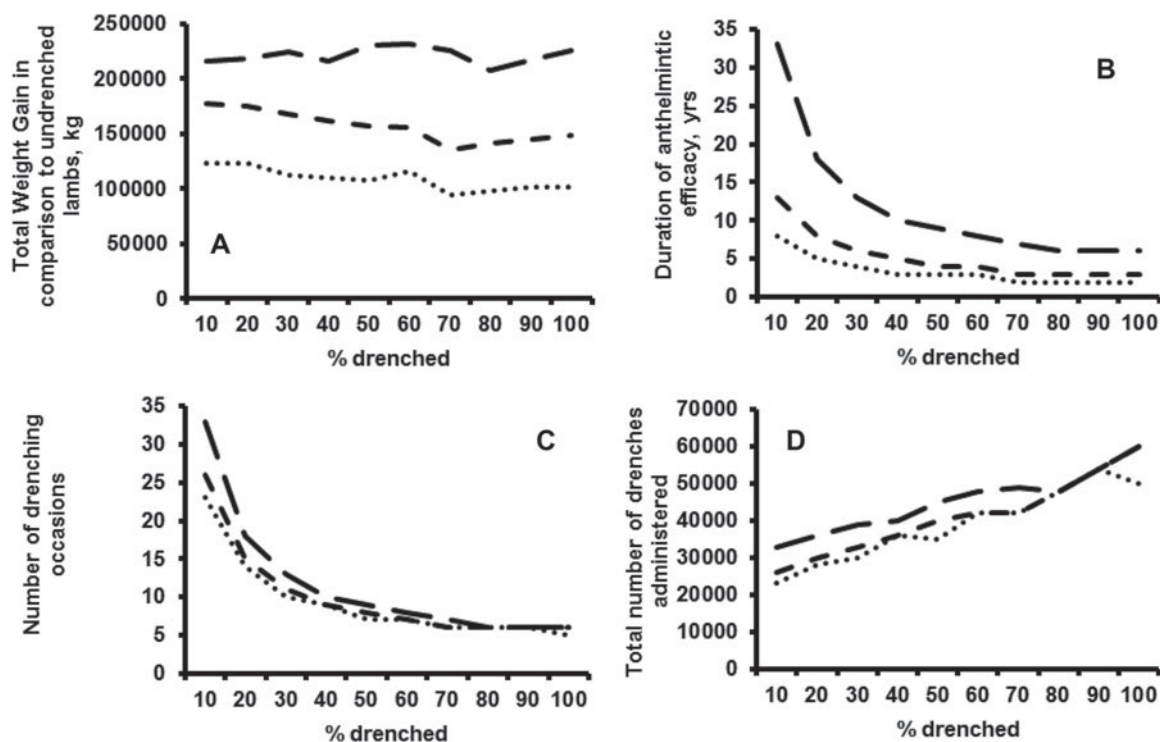 Total Weight Gain in
comparison to undrenched
lambs, kg
250000
200000
150000
100000
50000
0
A
10 20 30 40 50 60 70 80 90 100
% drenched
Duration of anthelmintic
efficacy, yrs
35
30
25
20
15
10
5
0
B
10 20 30 40 50 60 70 80 90 100
% drenched
Number of drenching
occasions
35
30
25
20
15
10
5
0
C
10 20 30 40 50 60 70 80 90 100
% drenched
Total number of drenches
administered
70000
60000
50000
40000
30000
20000
10000
0
D
10 20 30 40 50 60 70 80 90 100
% drenched